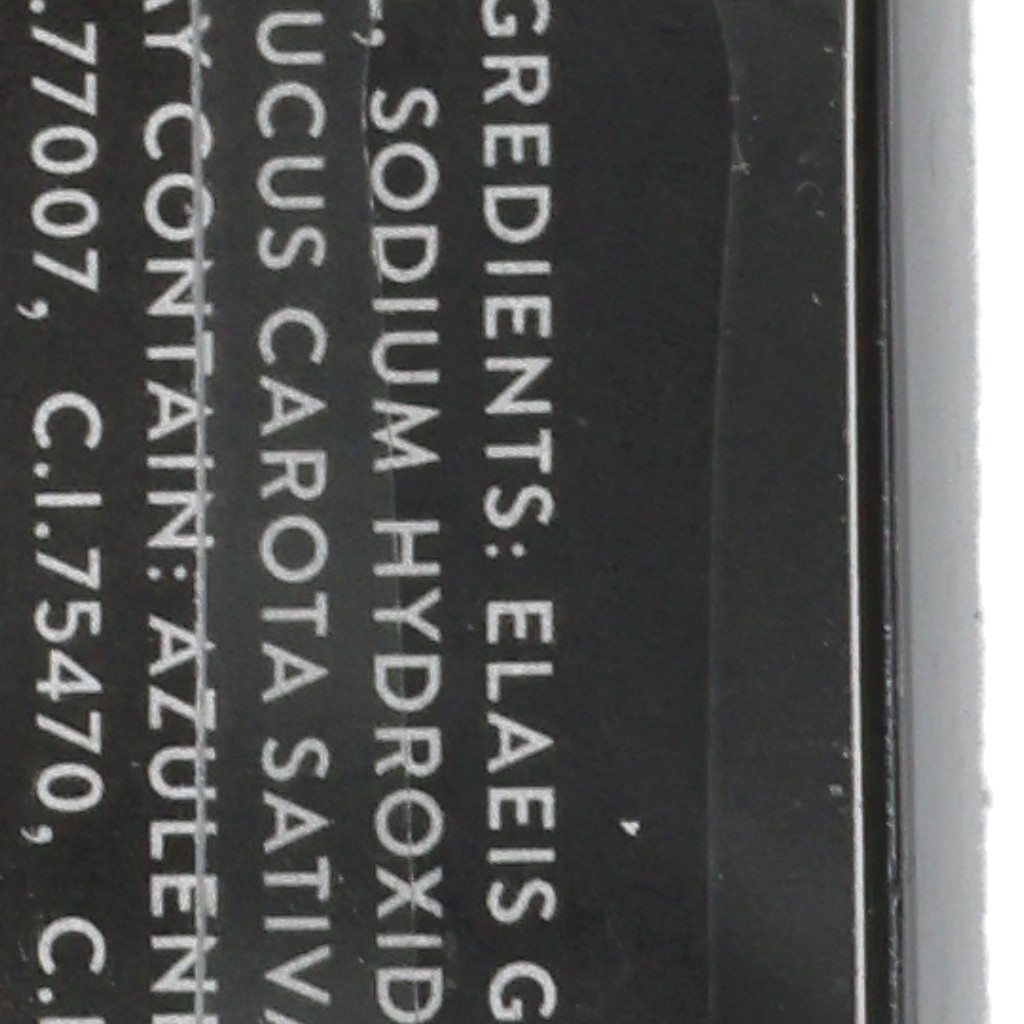 GREDIENTS: ELAEIS G
, SODIUM HYDROXID
UCUS CAROTA SATIVA
AY CONTAIN: AZULEN
.77007, C.I.75470, C.I